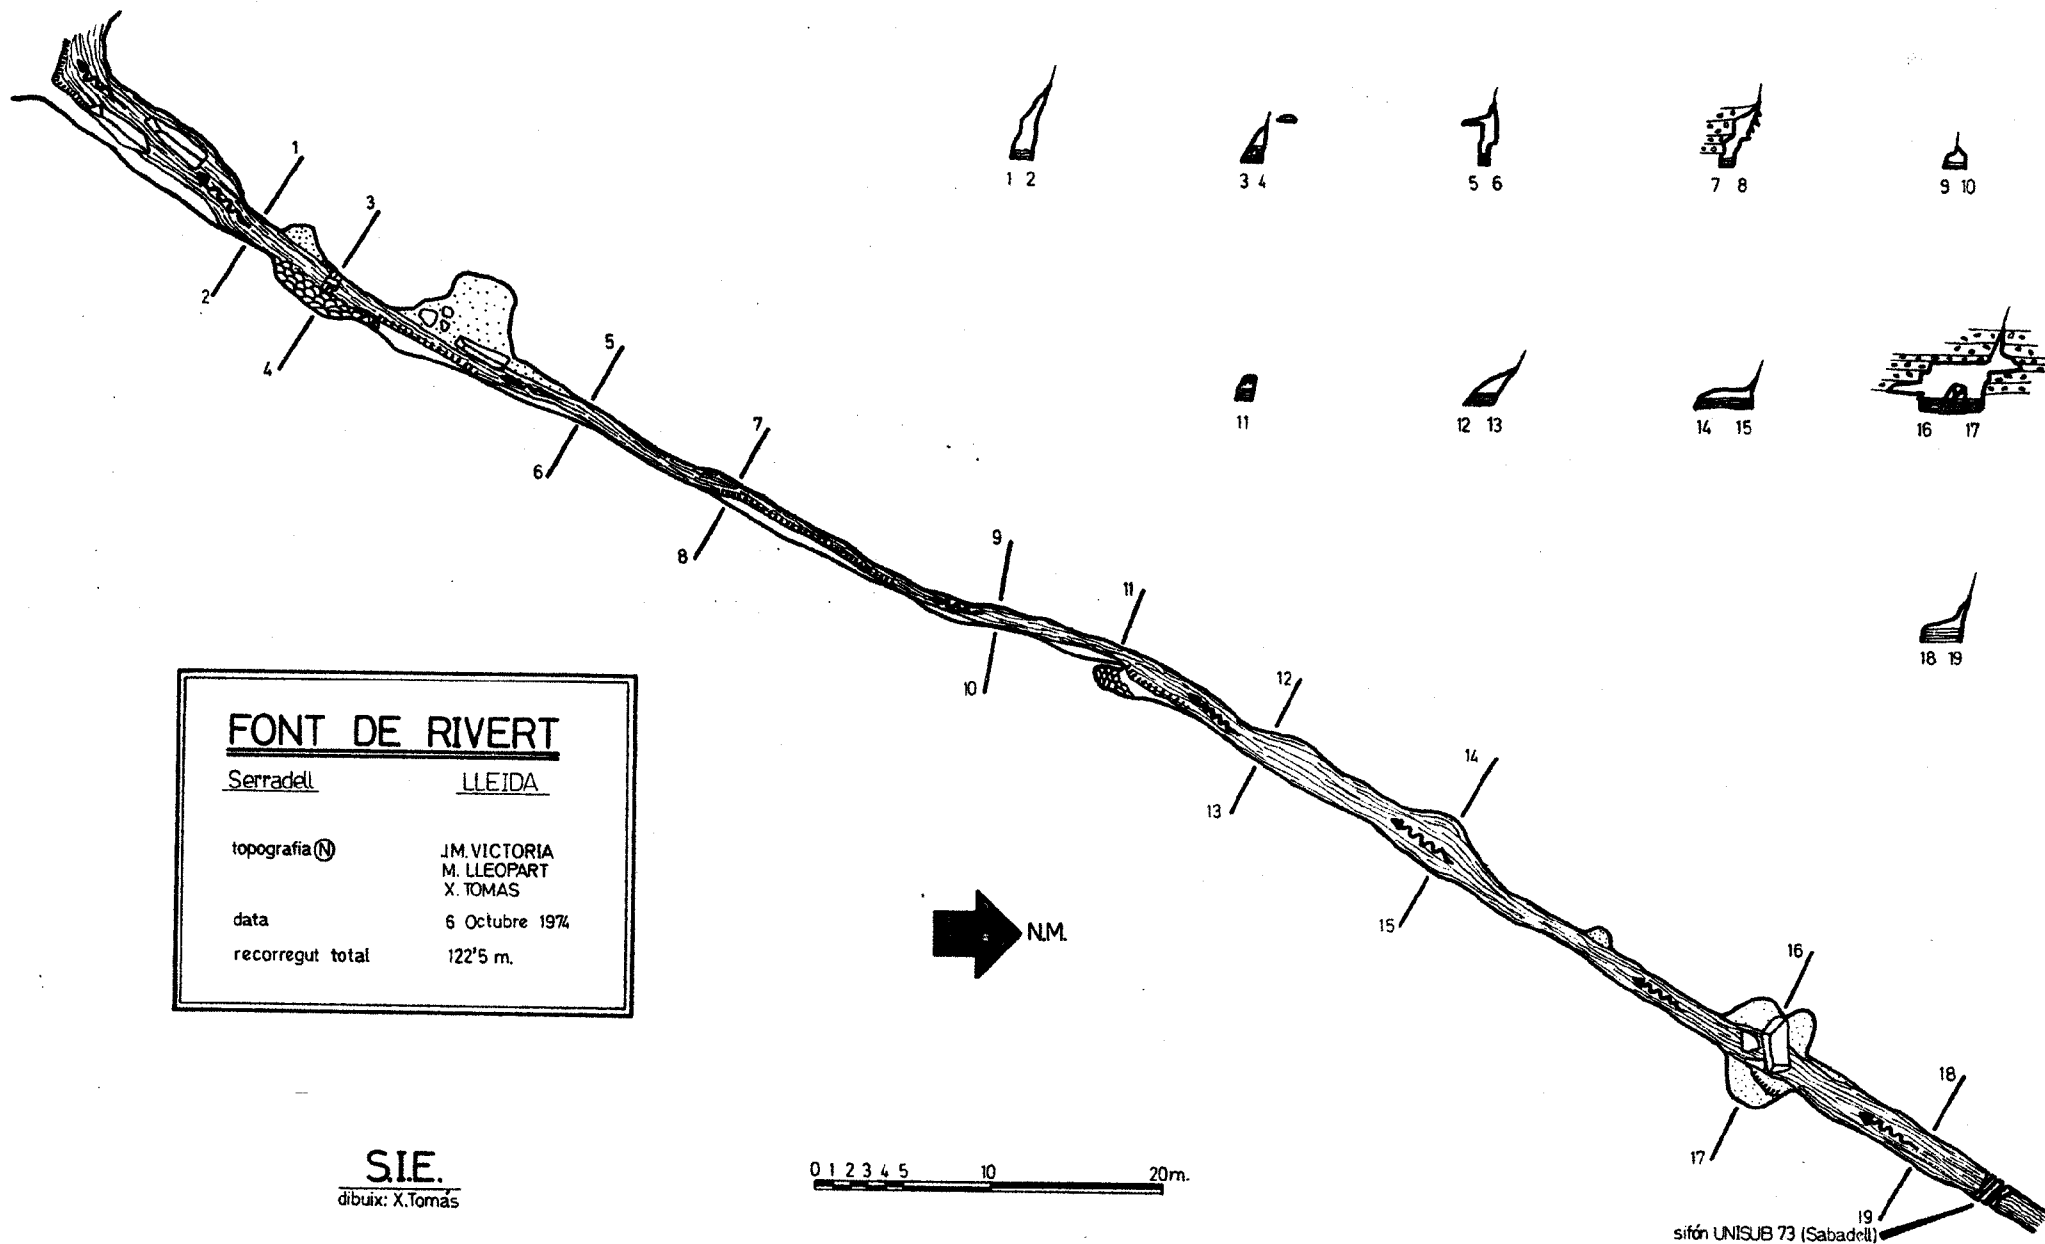 1
3
2
4
5
6
7
8
9
10
11
12
13
14
15
16
17
18
19
1 2
3 4
5 6
7 8
9 10
11
12 13
14 15
16 17
18 19
FONT DE RIVERT
Serradell LLEIDA
topografia N J.M. VICTORIA
M. LLEOPART
X. TOMAS
data 6 Octubre 1974
recorregut total 122'5 m.
N.M.
S.I.E.
dibuix: X.Tomás
0 1 2 3 4 5 10 20m.
sifón UNISUB 73 (Sabadell)